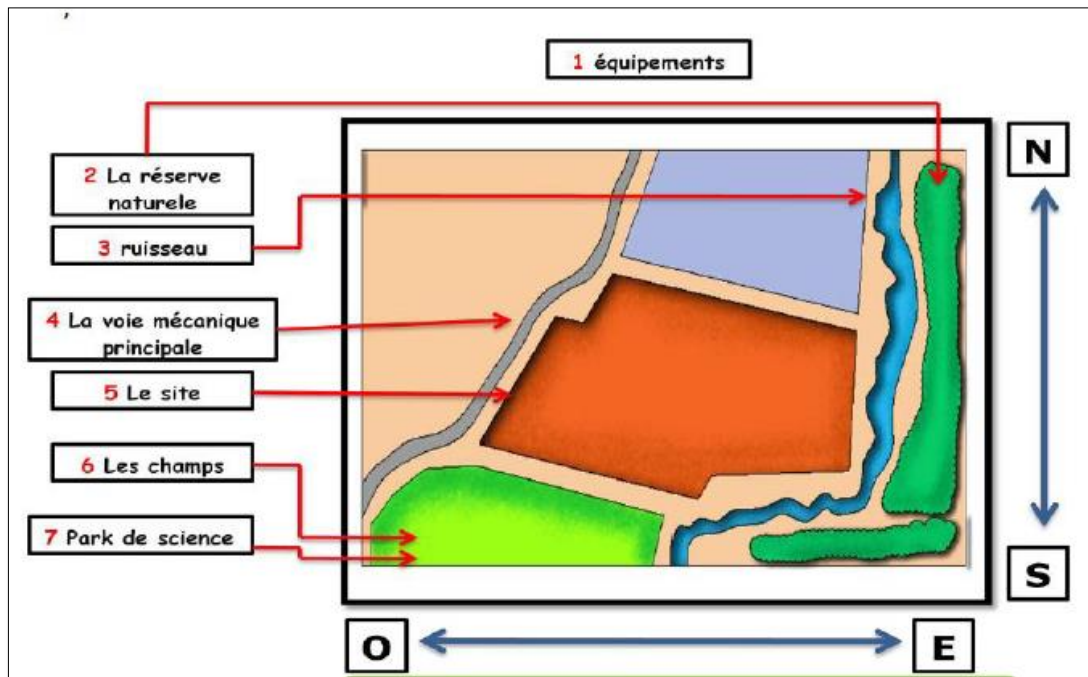 1 équipements
2 La réserve
naturele
3 ruisseau
4 La voie mécanique
principale
5 Le site
6 Les champs
7 Park de science
N
S
O
E